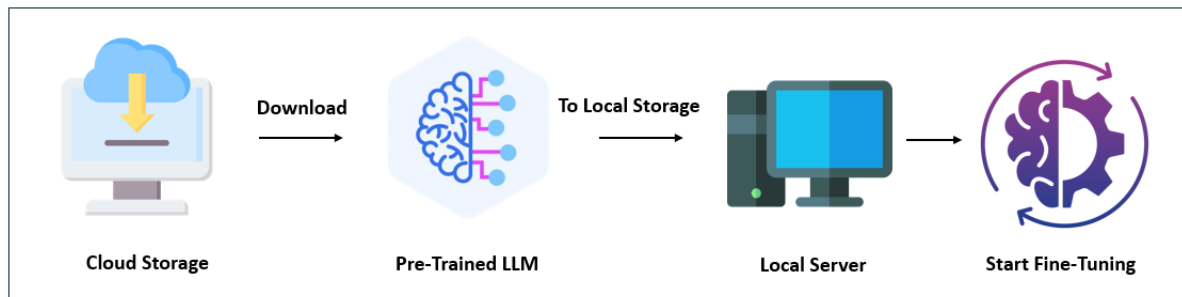 Download
To Local Storage
Cloud Storage
Pre-Trained LLM
Local Server
Start Fine-Tuning